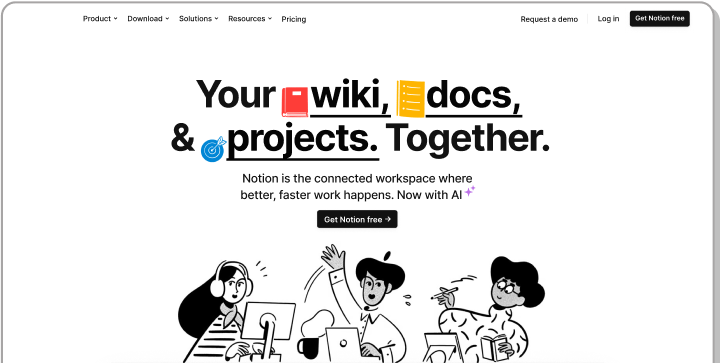 Product Download Solutions Resources Pricing Request a demo Log in Get Notion free
Your wiki, docs,
& projects. Together.
Notion is the connected workspace where
better, faster work happens. Now with AI
Get Notion free →